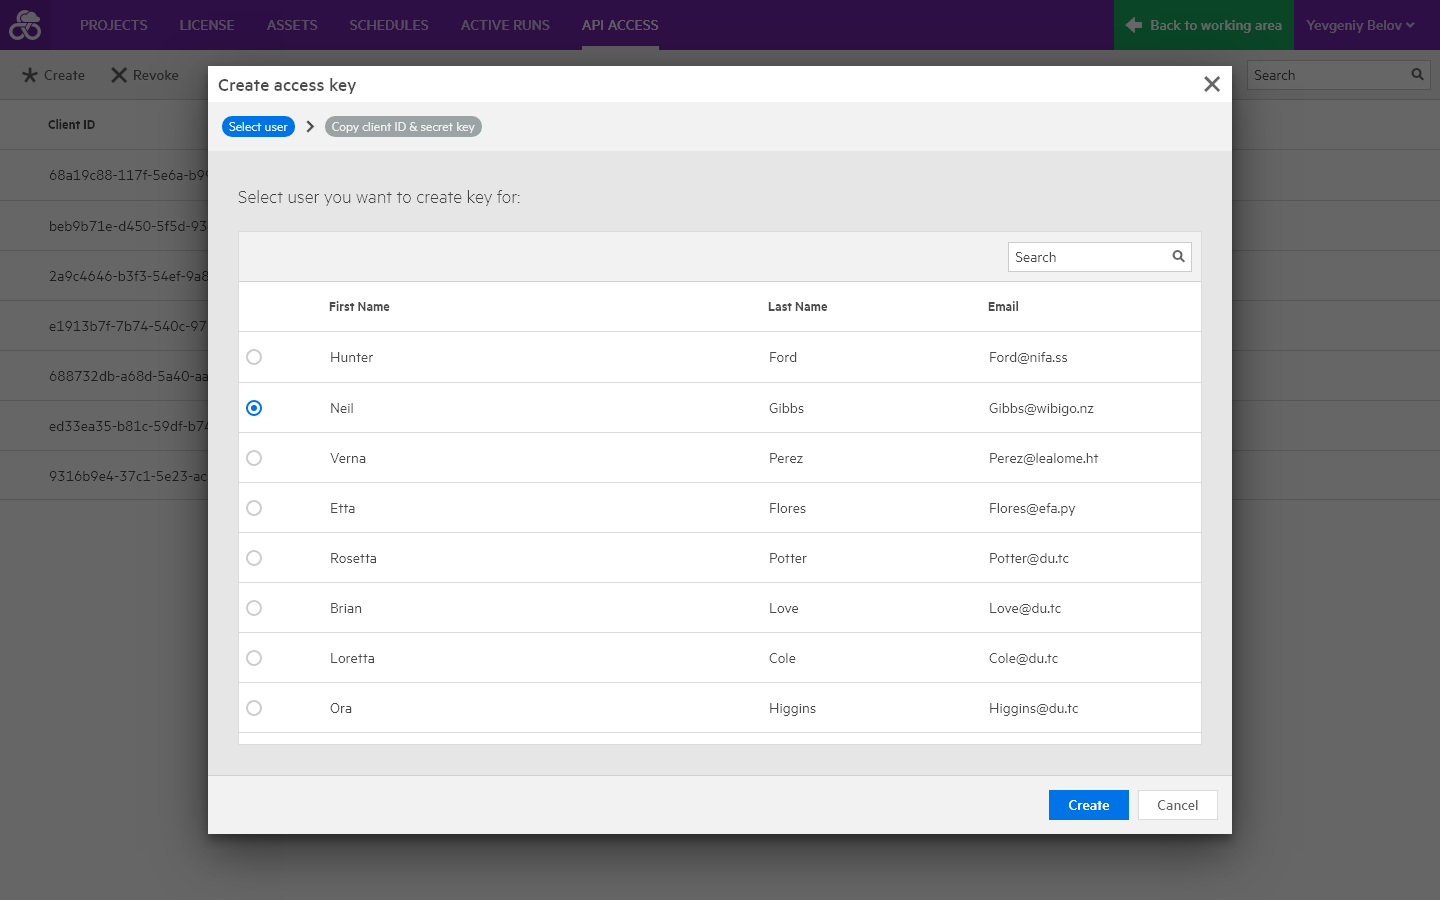 PROJECTS LICENSE ASSETS SCHEDULES ACTIVE RUNS API ACCESS Back to working area Yevgeniy Belov
Create Revoke Search
Client ID
68a19c88-117f-5e6a-b9
beb9b71e-d450-5f5d-93
2a9c4646-b3f3-54ef-9a8
e1913b7f-7b74-540c-97
688732db-a68d-5a40-aa
ed33ea35-b81c-59df-b74
9316b9e4-37c1-5e23-ac
Create access key
Select user Copy client ID & secret key
Select user you want to create key for:
Search
First Name Last Name Email
Hunter Ford Ford@nifa.ss
Neil Gibbs Gibbs@wibigo.nz
Verna Perez Perez@lealome.ht
Etta Flores Flores@efa.py
Rosetta Potter Potter@du.tc
Brian Love Love@du.tc
Loretta Cole Cole@du.tc
Ora Higgins Higgins@du.tc
Create Cancel